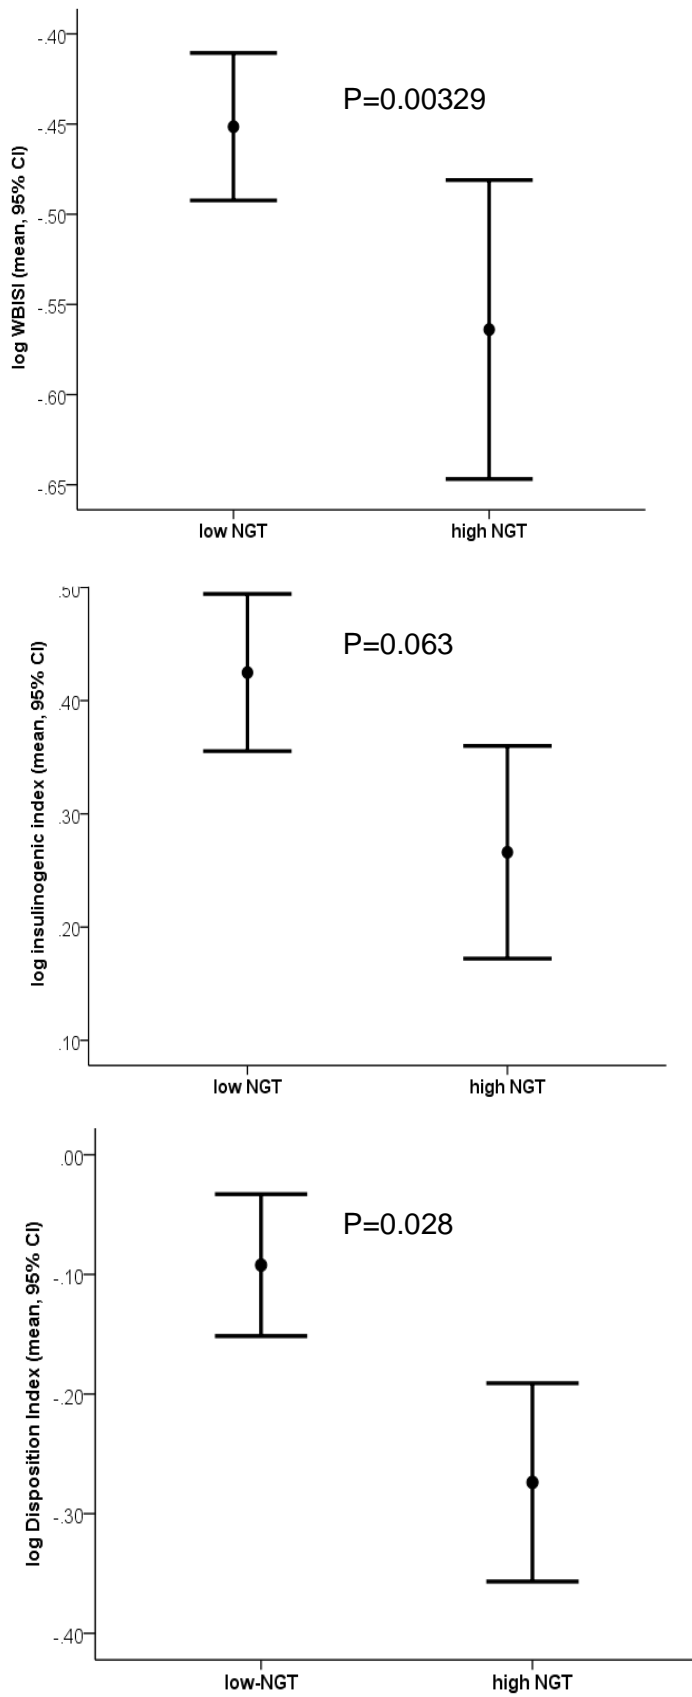 -.40
P=0.00329
-.45
-.50
-.55
-.60
-.65
log WBISI (mean, 95% CI)
low NGT high NGT
.50
P=0.063
.40
.30
.20
.10
log insulinogenic index (mean, 95% CI)
low NGT high NGT
.00
P=0.028
-.10
-.20
-.30
-.40
log Disposition Index (mean, 95% CI)
low-NGT high NGT